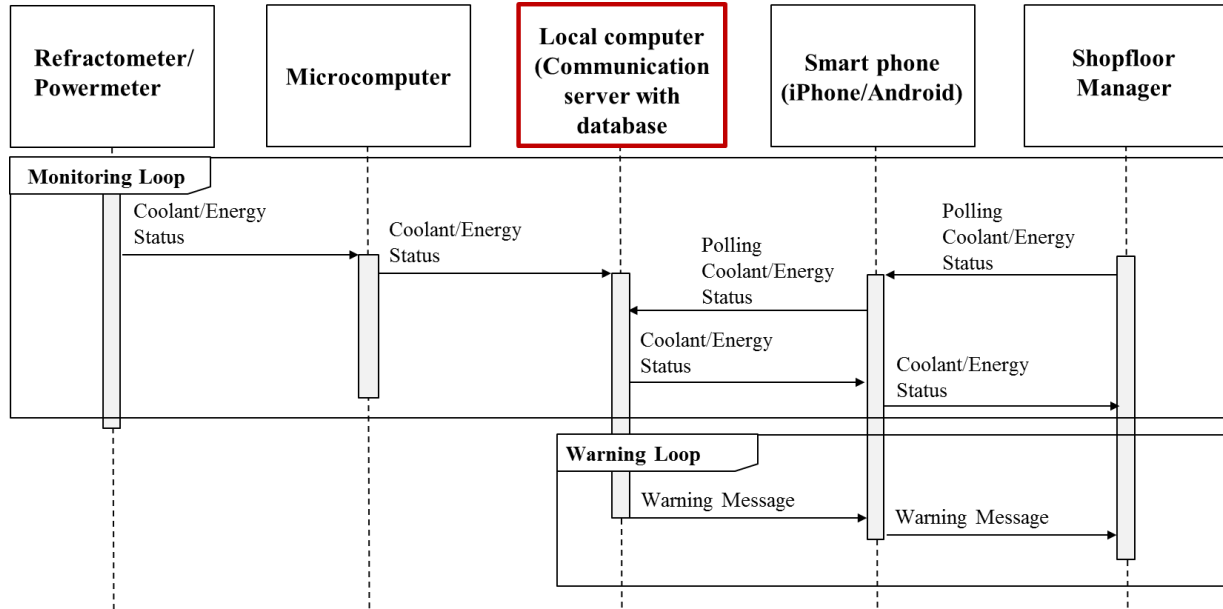 Refractometer/
Powermeter
Microcomputer
Local computer
(Communication
server with
database
Smart phone
(iPhone/Android)
Shopfloor
Manager
Monitoring Loop
Coolant/Energy
Status
Coolant/Energy
Status
Polling
Coolant/Energy
Status
Polling
Coolant/Energy
Status
Coolant/Energy
Status
Coolant/Energy
Status
Warning Loop
Warning Message
Warning Message